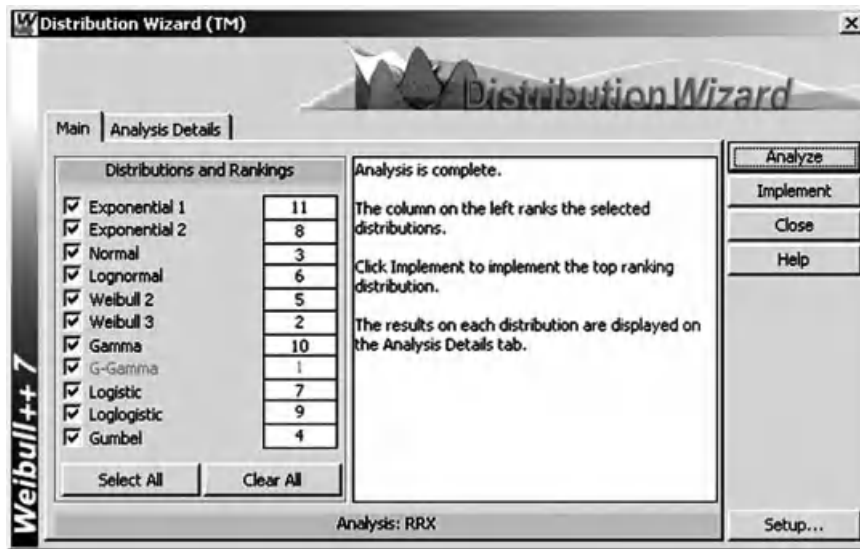 Distribution Wizard (TM)
Distribution Wizard
Main
Analysis Details
Distributions and Rankings
Exponential 1 11
Exponential 2 8
Normal 3
Lognormal 6
Weibull 2 5
Weibull 3 2
Gamma 10
G-Gamma 1
Logistic 7
Loglogistic 9
Gumbel 4
Select All
Clear All
Analysis is complete.
The column on the left ranks the selected
distributions.
Click Implement to implement the top ranking
distribution.
The results on each distribution are displayed on
the Analysis Details tab.
Analyze
Implement
Close
Help
Setup...
Analysis: RRX
Weibull++ 7